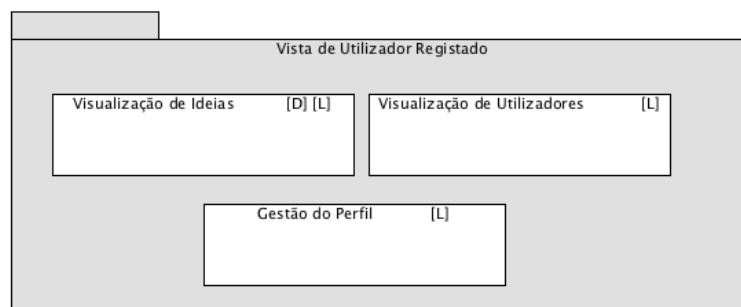 Vista de Utilizador Registado
Visualização de Ideias [D] [L]
Visualização de Utilizadores [L]
Gestão do Perfil [L]